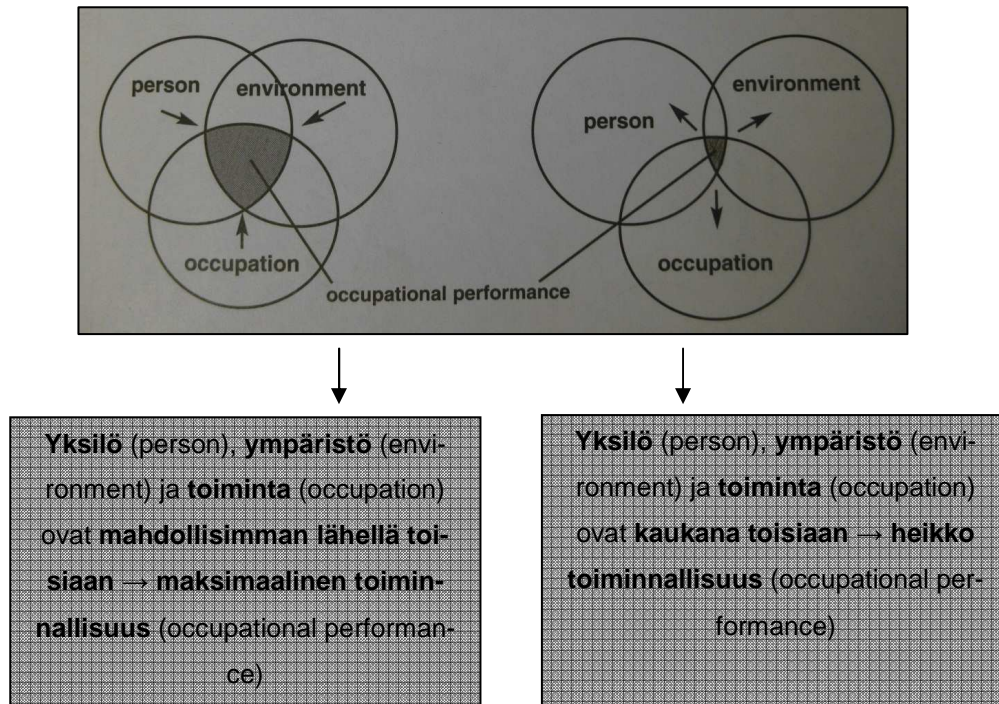 person
environment
occupation
person
environment
occupation
occupational performance
Yksilö (person), ympäristö (envi-
ronment) ja toiminta (occupation)
ovat mahdollisimman lähellä toi-
siaan → maksimaalinen toimin-
nallisuus (occupational performan-
ce)
Yksilö (person), ympäristö (envi-
ronment) ja toiminta (occupation)
ovat kaukana toisiaan → heikko
toiminnallisuus (occupational per-
formance)